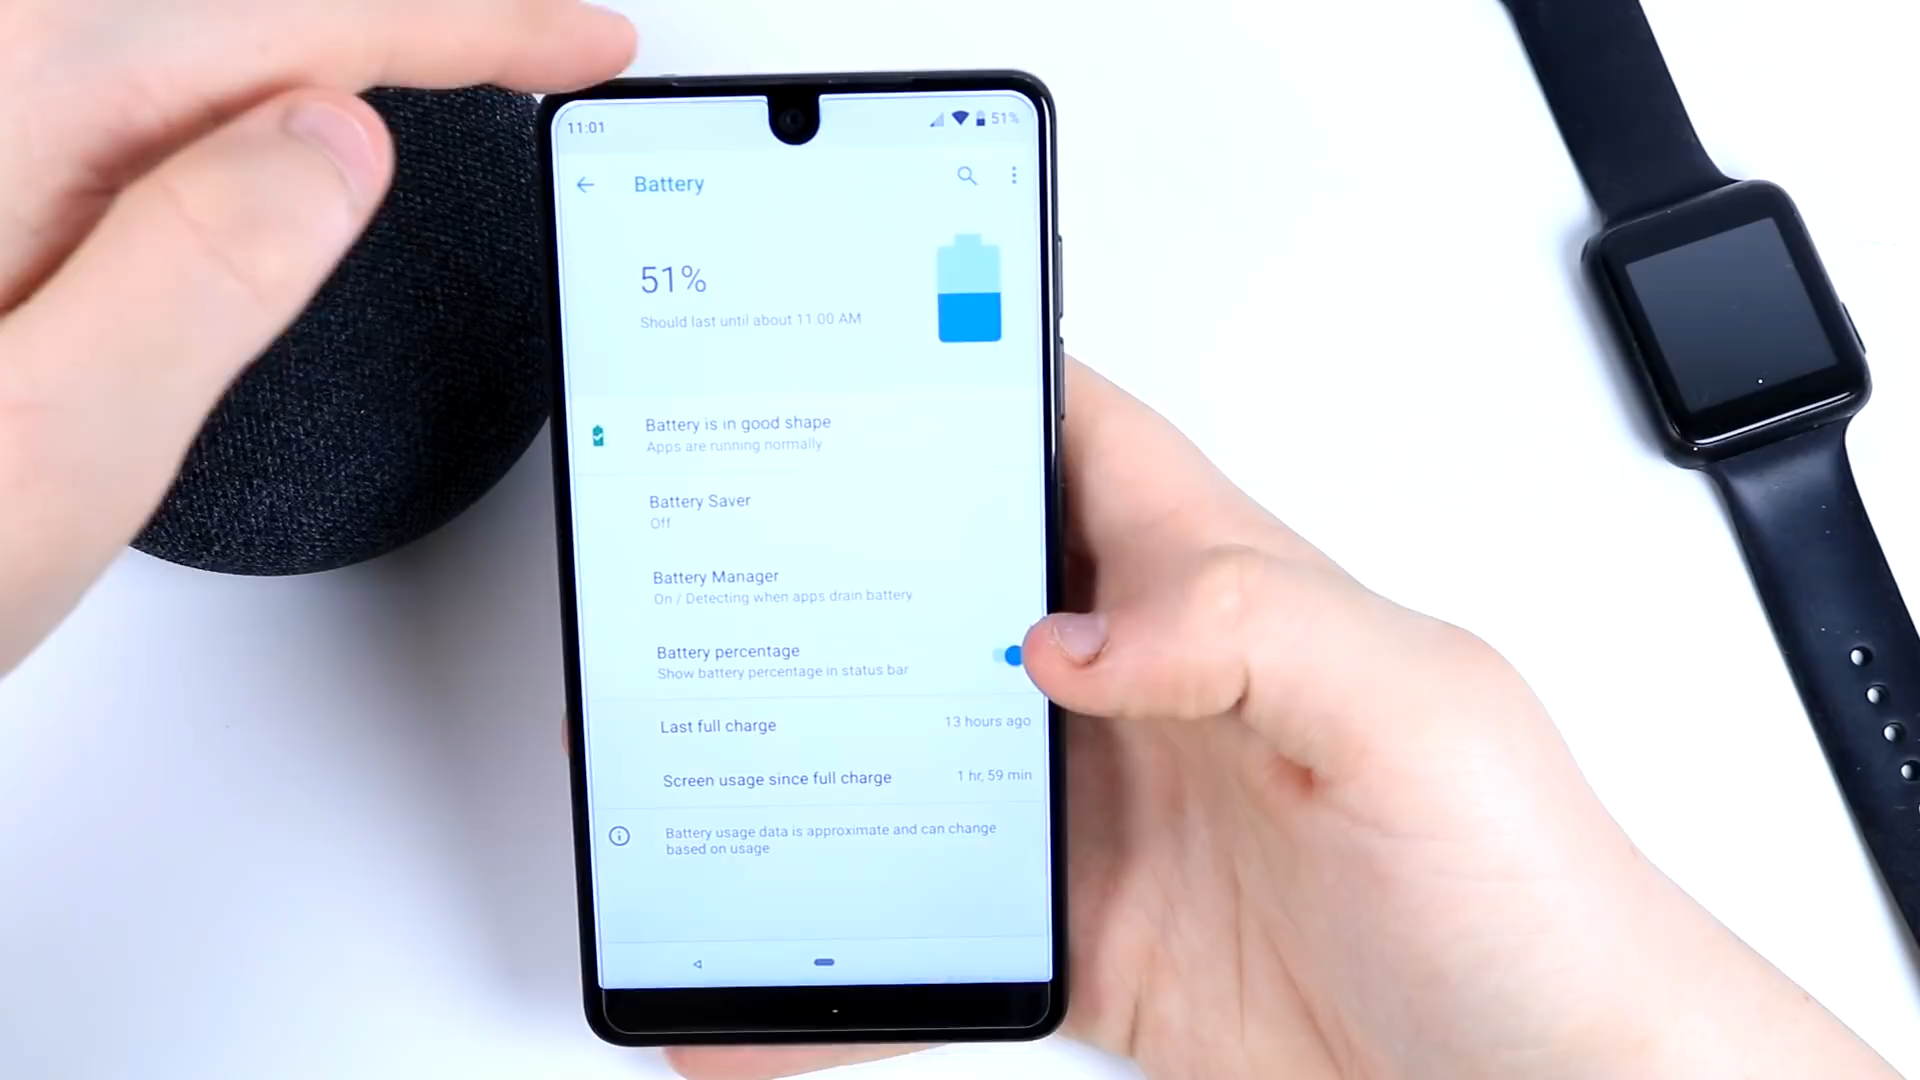 11:01
51%
Battery
51%
Should last until about 11:00 AM
Battery is in good shape
Apps are running normally
Battery Saver
Off
Battery Manager
On / Detecting when apps drain battery
Battery percentage
Show battery percentage in status bar
Last full charge
13 hours ago
Screen usage since full charge
1 hr, 59 min
Battery usage data is approximate and can change
based on usage